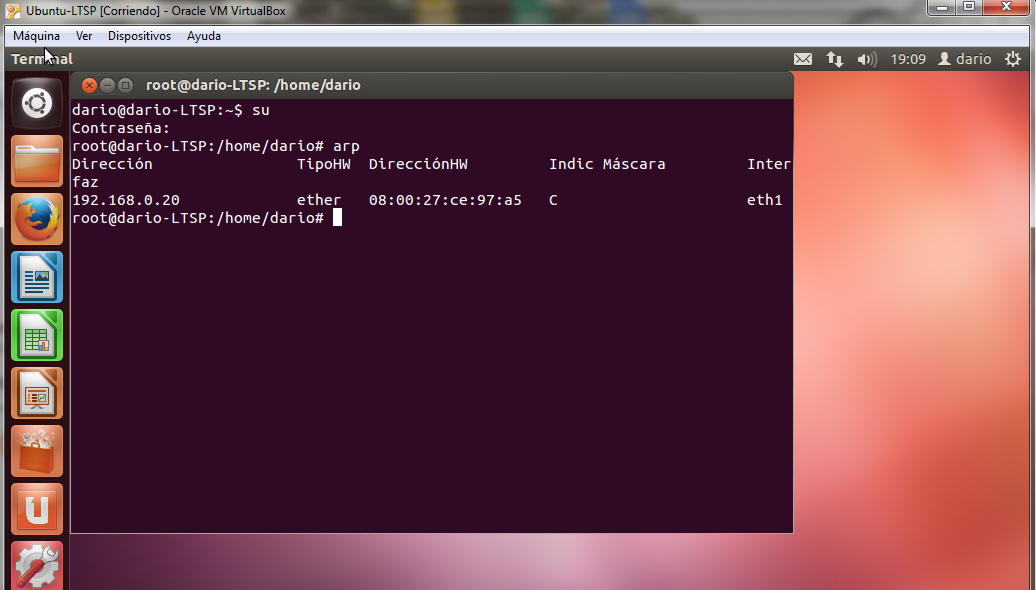 Ubuntu-LTSP [Corriendo] - Oracle VM VirtualBox
Máquina Ver Dispositivos Ayuda
Terminal 19:09 dario
root@dario-LTSP: /home/dario
dario@dario-LTSP:~$ su
Contraseña:
root@dario-LTSP:/home/dario# arp
Dirección TipoHW DirecciónHW Indic Máscara Inter
faz
192.168.0.20 ether 08:00:27:ce:97:a5 C eth1
root@dario-LTSP:/home/dario#